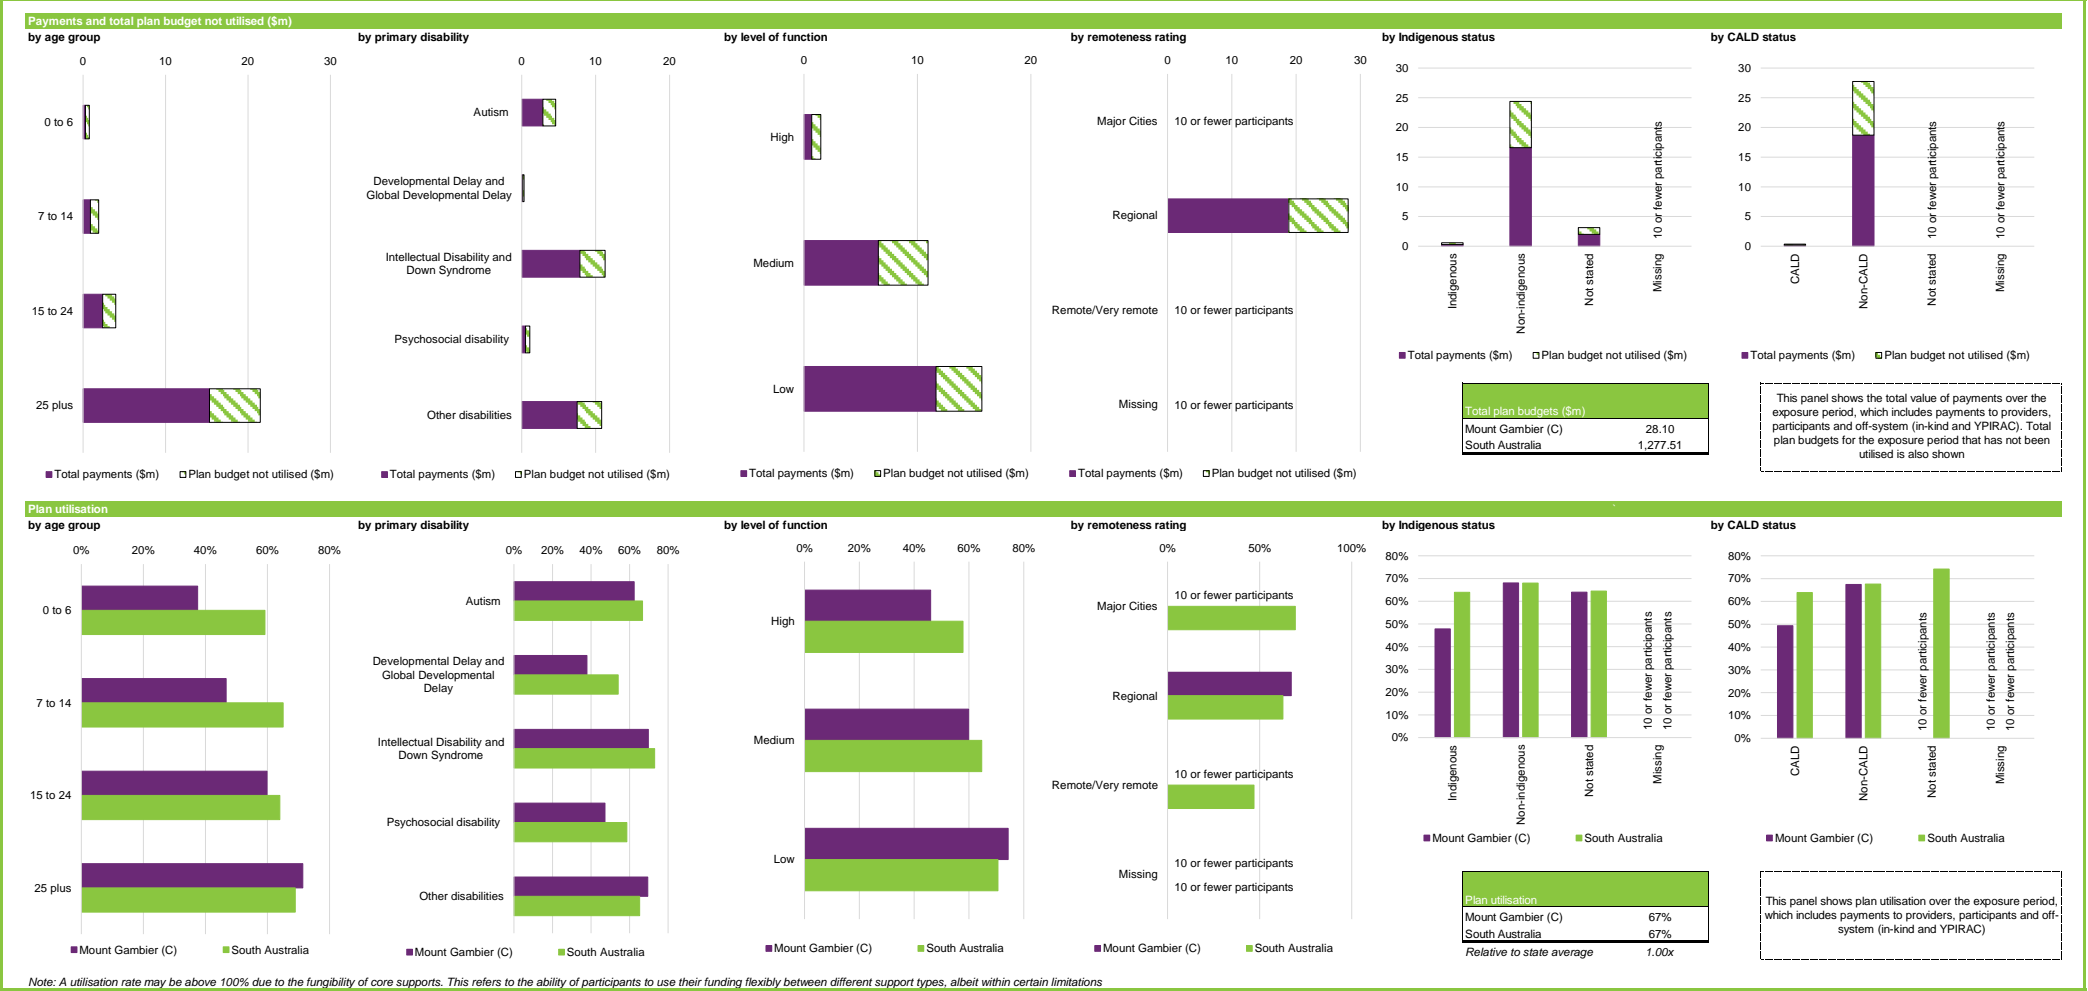 Payments and total plan budget not utilised ($m)
by age group
0 10 20 30
0 to 6
7 to 14
15 to 24
25 plus
Total payments ($m) Plan budget not utilised ($m)
by primary disability
0 10 20
Autism
Developmental Delay and
Global Developmental Delay
Intellectual Disability and
Down Syndrome
Psychosocial disability
Other disabilities
Total payments ($m) Plan budget not utilised ($m)
by level of function
0 10 20
High
Medium
Low
Total payments ($m) Plan budget not utilised ($m)
by remoteness rating
0 10 20 30
Major Cities 10 or fewer participants
Regional
Remote/Very remote 10 or fewer participants
Missing 10 or fewer participants
Total payments ($m) Plan budget not utilised ($m)
by Indigenous status
30
25
20
15
10
5
0
10 or fewer participants
Indigenous
Non-indigenous
Not stated
Missing
Total payments ($m) Plan budget not utilised ($m)
by CALD status
30
25
20
15
10
5
0
10 or fewer participants
10 or fewer participants
CALD
Non-CALD
Not stated
Missing
Total payments ($m) Plan budget not utilised ($m)
Total plan budgets ($m)
Mount Gambier (C) 28.10
South Australia 1,277.51
This panel shows the total value of payments over the
exposure period, which includes payments to providers,
participants and off-system (in-kind and YPIRAC). Total
plan budgets for the exposure period that has not been
utilised is also shown
Plan utilisation
by age group
0% 20% 40% 60% 80%
0 to 6
7 to 14
15 to 24
25 plus
Mount Gambier (C) South Australia
by primary disability
0% 20% 40% 60% 80%
Autism
Developmental Delay and
Global Developmental
Delay
Intellectual Disability and
Down Syndrome
Psychosocial disability
Other disabilities
Mount Gambier (C) South Australia
by level of function
0% 20% 40% 60% 80%
High
Medium
Low
Mount Gambier (C) South Australia
by remoteness rating
0% 50% 100%
10 or fewer participants
Major Cities
Regional
10 or fewer participants
Remote/Very remote
10 or fewer participants
Missing
10 or fewer participants
Mount Gambier (C) South Australia
by Indigenous status
80%
70%
60%
50%
40%
30%
20%
10%
0%
10 or fewer participants
10 or fewer participants
Indigenous
Non-indigenous
Not stated
Missing
Mount Gambier (C) South Australia
by CALD status
80%
70%
60%
50%
40%
30%
20%
10%
0%
10 or fewer participants
10 or fewer participants
10 or fewer participants
CALD
Non-CALD
Not stated
Missing
Mount Gambier (C) South Australia
Plan utilisation
Mount Gambier (C) 67%
South Australia 67%
Relative to state average 1.00x
This panel shows plan utilisation over the exposure period,
which includes payments to providers, participants and off-
system (in-kind and YPIRAC)
Note: A utilisation rate may be above 100% due to the fungibility of core supports. This refers to the ability of participants to use their funding flexibly between different support types, albeit within certain limitations